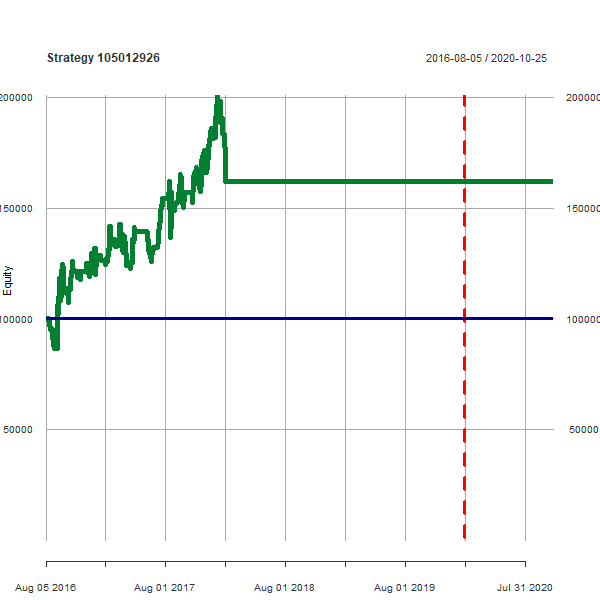 Strategy 105012926
2016-08-05 / 2020-10-25
200000
200000
150000
150000
Equity
100000
100000
50000
50000
Aug 05 2016
Aug 01 2017
Aug 01 2018
Aug 01 2019
Jul 31 2020